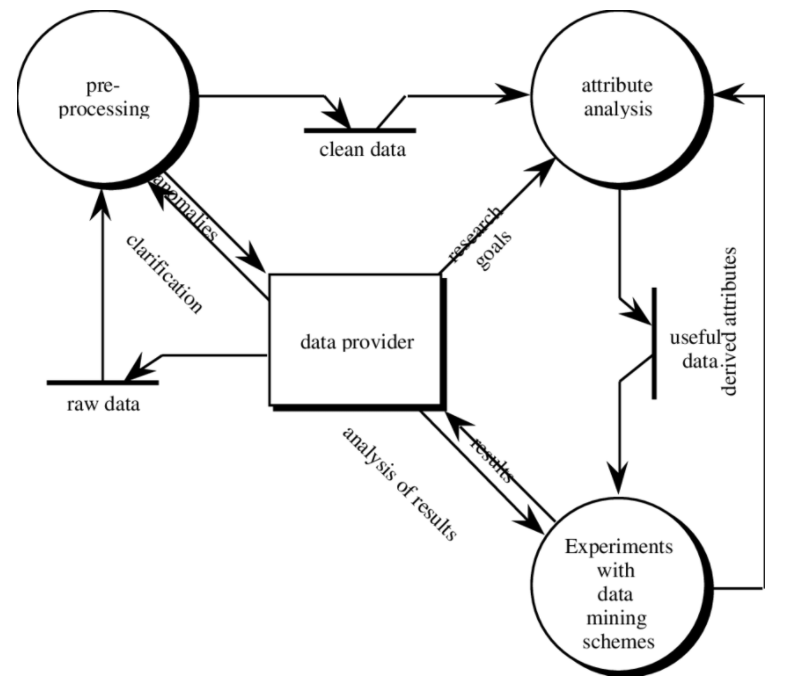 pre-
processing
attribute
analysis
clean data
anomalies
clarification
research
goals
data provider
useful
data
derived attributes
raw data
analysis of results
results
Experiments
with
data
mining
schemes